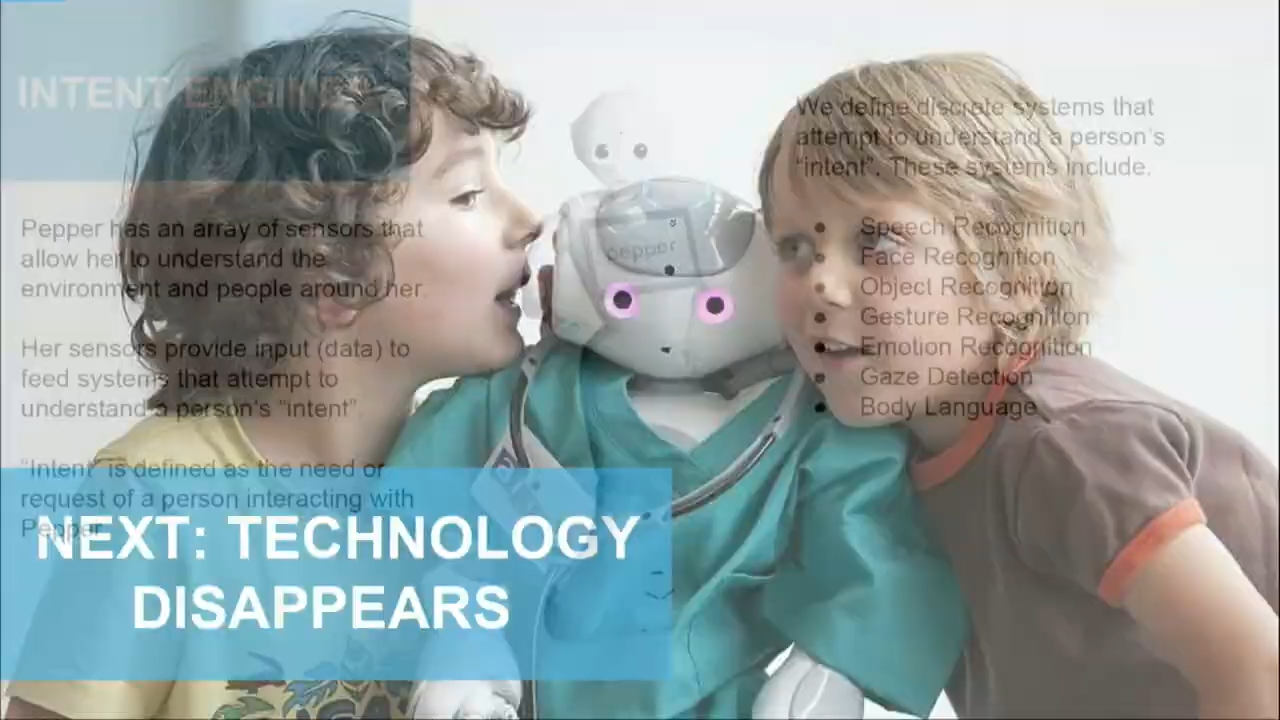 INTENT ENGINE
Pepper has an array of sensors that
allow her to understand the
environment and people around her.
Her sensors provide input (data) to
feed systems that attempt to
understand a person's "intent".
"Intent" is defined as the need or
request of a person interacting with
Pepper
NEXT: TECHNOLOGY
DISAPPEARS
pepper
We define discrete systems that
attempt to understand a person's
"intent". These systems include.
Speech Recognition
Face Recognition
Object Recognition
Gesture Recognition
Emotion Recognition
Gaze Detection
Body Language